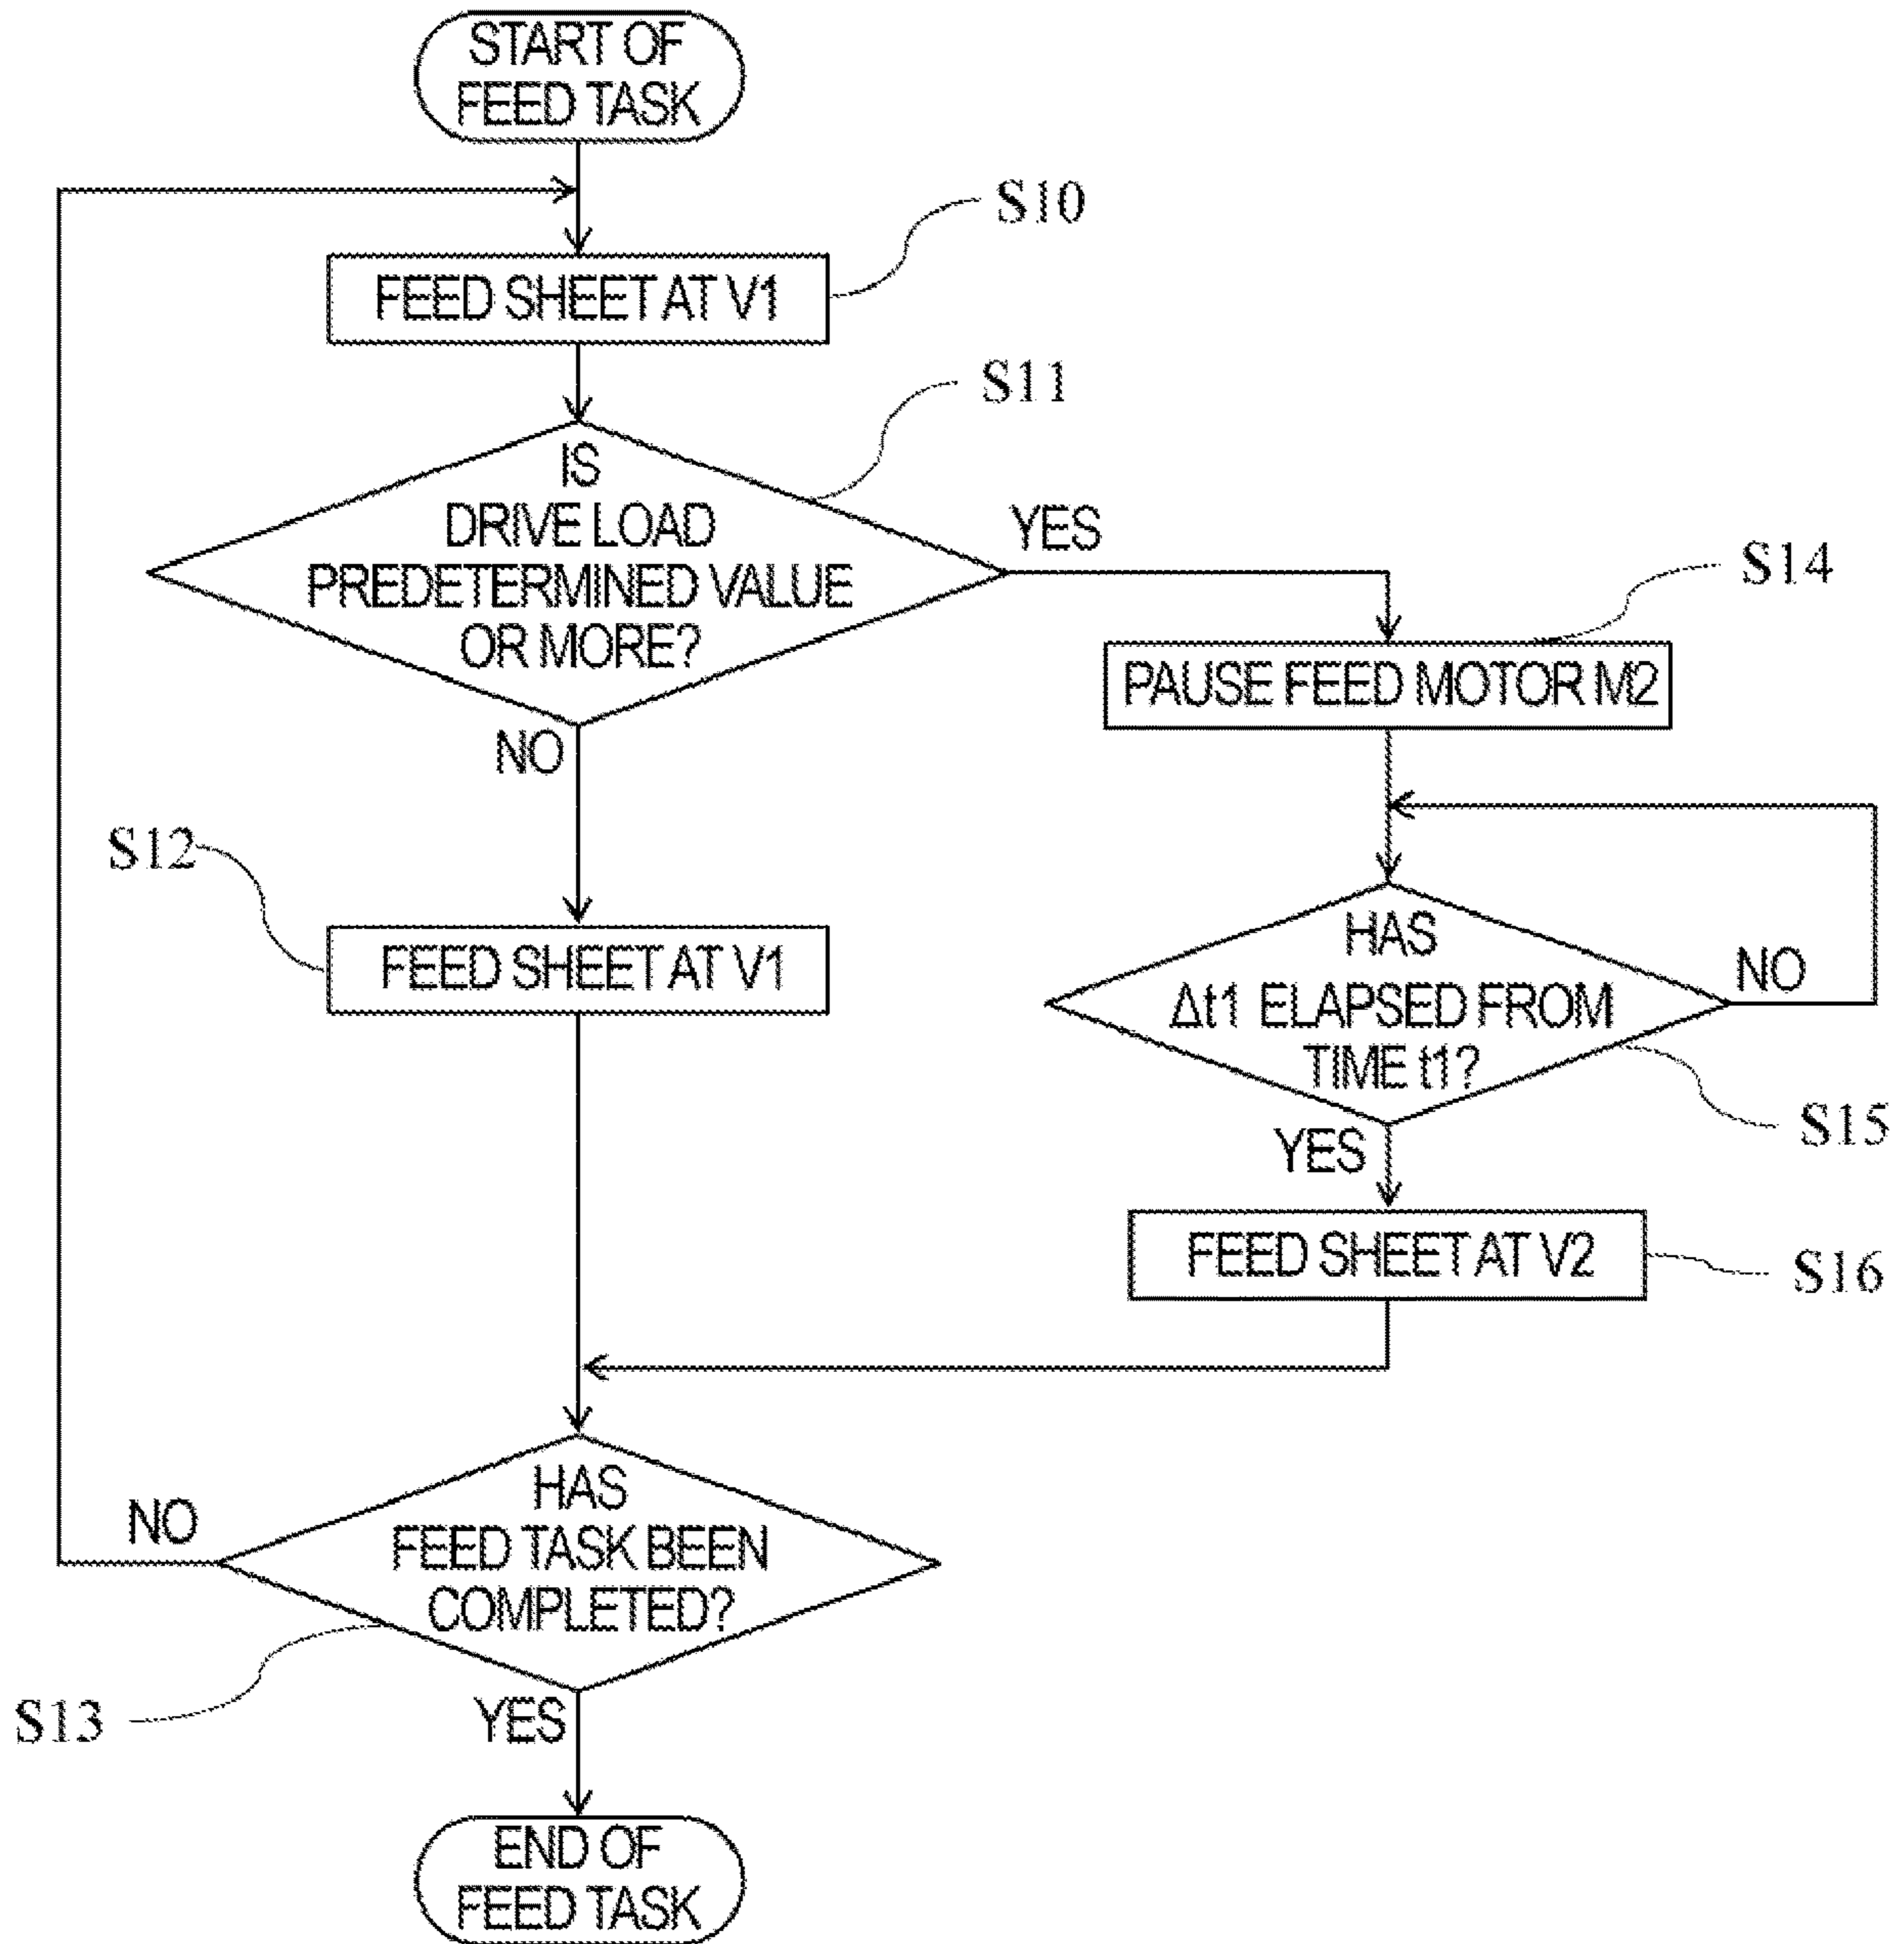 START OF
FEED TASK
S10
FEED SHEET AT V1
S11
IS
DRIVE LOAD
PREDETERMINED VALUE
OR MORE?
YES
NO
S14
PAUSE FEED MOTOR M2
S12
FEED SHEET AT V1
HAS
Δt1 ELAPSED FROM
TIME t1?
NO
S15
YES
FEED SHEET AT V2
S16
HAS
FEED TASK BEEN
COMPLETED?
NO
S13
YES
END OF
FEED TASK